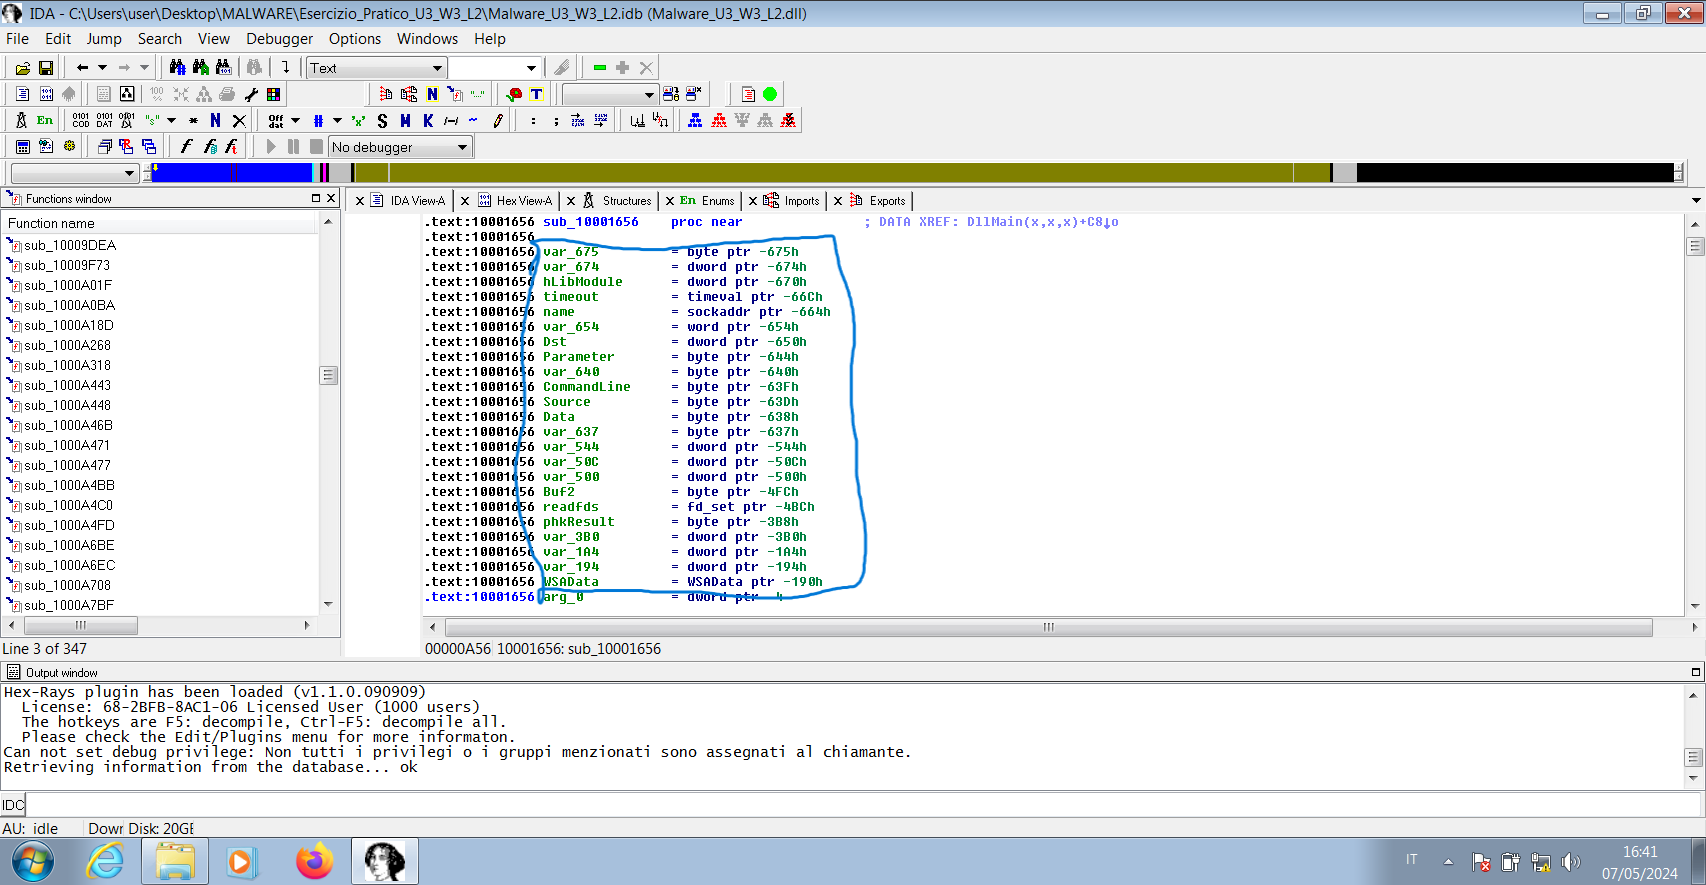 IDA - C:\Users\user\Desktop\MALWARE\Esercizio_Pratico_U3_W3_L2\Malware_U3_W3_L2.idb (Malware_U3_W3_L2.dll)
File Edit Jump Search View Debugger Options Windows Help
Text
No debugger
Functions window
IDA View-A
Hex View-A
Structures
En Enums
Imports
Exports
Function name
sub_10009DEA
sub_10009F73
sub_1000A01F
sub_1000A0BA
sub_1000A18D
sub_1000A268
sub_1000A318
sub_1000A443
sub_1000A448
sub_1000A46B
sub_1000A471
sub_1000A477
sub_1000A4BB
sub_1000A4C0
sub_1000A4FD
sub_1000A6BE
sub_1000A6EC
sub_1000A708
sub_1000A7BF
Line 3 of 347
.text:10001656 sub_10001656 proc near ; DATA XREF: DllMain(x,x,x)+C8↓o
.text:10001656
.text:10001656 var_675 = byte ptr -675h
.text:10001656 var_674 = dword ptr -674h
.text:10001656 hLibModule = dword ptr -670h
.text:10001656 timeout = timeval ptr -66Ch
.text:10001656 name = sockaddr ptr -664h
.text:10001656 var_654 = word ptr -654h
.text:10001656 Dst = dword ptr -650h
.text:10001656 Parameter = byte ptr -644h
.text:10001656 var_640 = byte ptr -640h
.text:10001656 CommandLine = byte ptr -63Fh
.text:10001656 Source = byte ptr -63Dh
.text:10001656 Data = byte ptr -638h
.text:10001656 var_637 = byte ptr -637h
.text:10001656 var_544 = dword ptr -544h
.text:10001656 var_50C = dword ptr -50Ch
.text:10001656 var_500 = dword ptr -500h
.text:10001656 Buf2 = byte ptr -4FCh
.text:10001656 readfds = fd_set ptr -4BCh
.text:10001656 phkResult = byte ptr -3B8h
.text:10001656 var_3B0 = dword ptr -3B0h
.text:10001656 var_1A4 = dword ptr -1A4h
.text:10001656 var_194 = dword ptr -194h
.text:10001656 WSAData = WSAData ptr -190h
.text:10001656 arg_0 = dword ptr 4
00000A56 10001656: sub_10001656
Output window
Hex-Rays plugin has been loaded (v1.1.0.090909)
License: 68-2BFB-8AC1-06 Licensed User (1000 users)
The hotkeys are F5: decompile, Ctrl-F5: decompile all.
Please check the Edit/Plugins menu for more informaton.
Can not set debug privilege: Non tutti i privilegi o i gruppi menzionati sono assegnati al chiamante.
Retrieving information from the database... ok
IDC
AU: idle Down Disk: 20GB
IT
16:41
07/05/2024